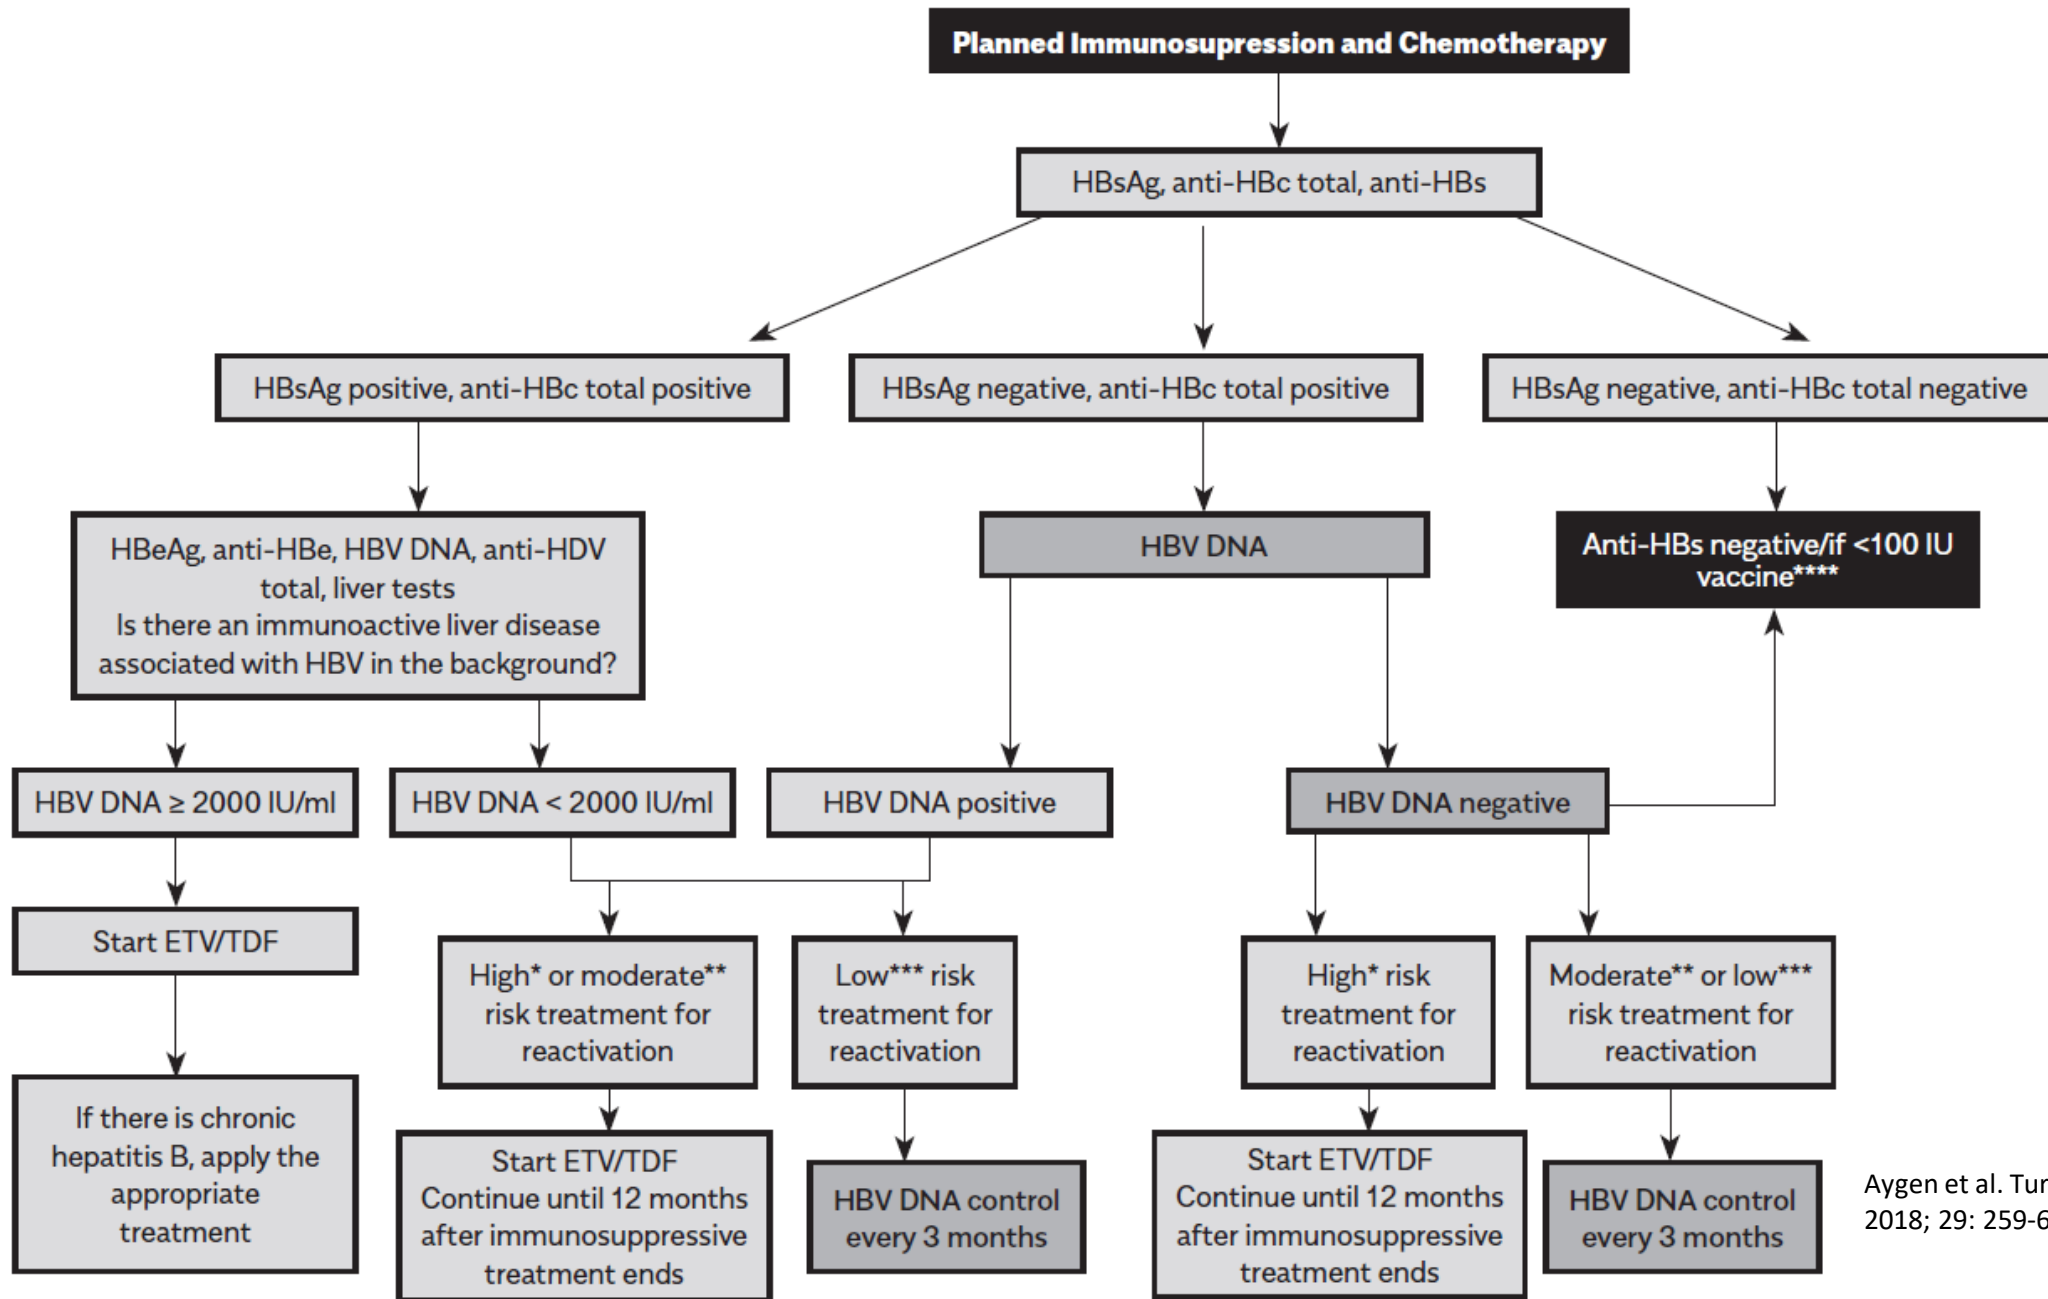 Planned Immunosupression and Chemotherapy
HBsAg, anti-HBc total, anti-HBs
HBsAg positive, anti-HBc total positive
HBsAg negative, anti-HBc total positive
HBsAg negative, anti-HBc total negative
HBeAg, anti-HBe, HBV DNA, anti-HDV
total, liver tests
Is there an immunoactive liver disease
associated with HBV in the background?
HBV DNA
Anti-HBs negative/if <100 IU
vaccine****
HBV DNA ≥ 2000 IU/ml
HBV DNA < 2000 IU/ml
HBV DNA positive
HBV DNA negative
Start ETV/TDF
High* or moderate**
risk treatment for
reactivation
Low*** risk
treatment for
reactivation
High* risk
treatment for
reactivation
Moderate** or low***
risk treatment for
reactivation
If there is chronic
hepatitis B, apply the
appropriate
treatment
Start ETV/TDF
Continue until 12 months
after immunosuppressive
treatment ends
HBV DNA control
every 3 months
Start ETV/TDF
Continue until 12 months
after immunosuppressive
treatment ends
HBV DNA control
every 3 months
Aygen et al. Tur
2018; 29: 259-6